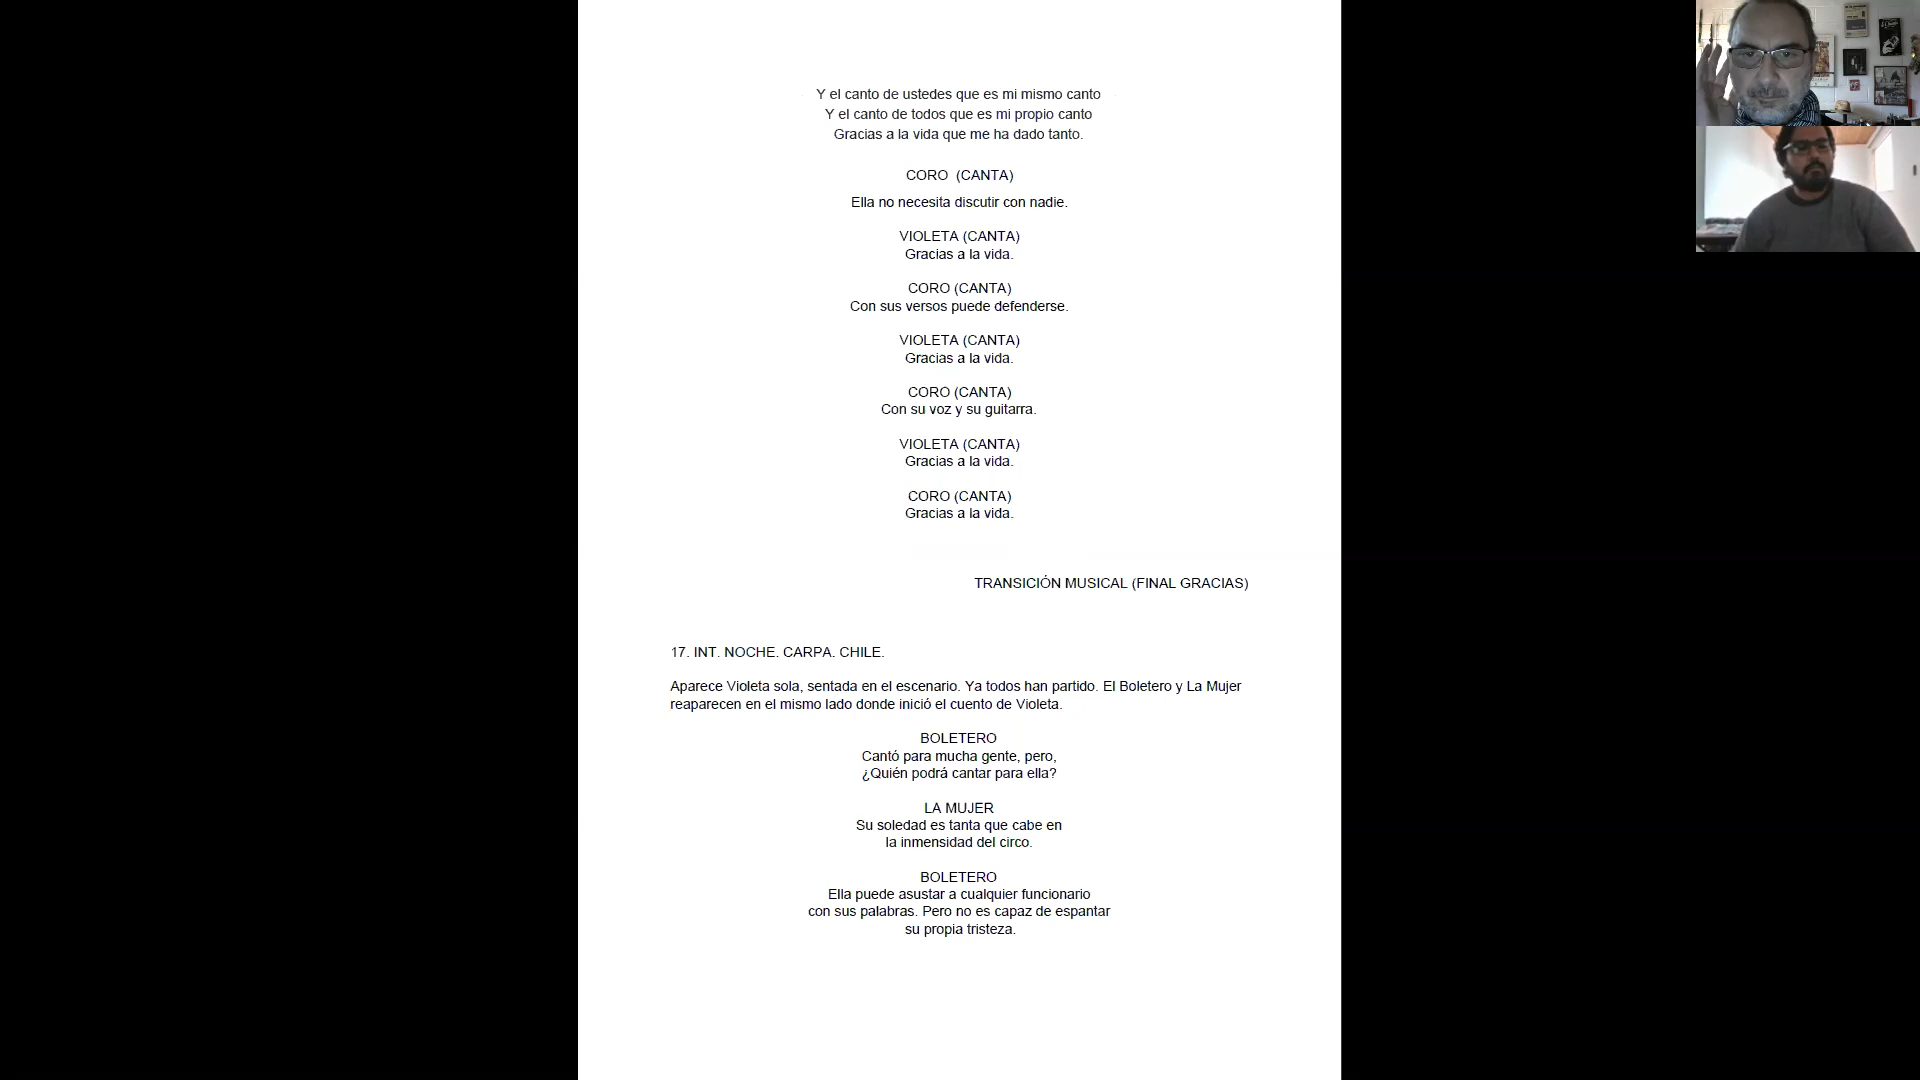 Y el canto de ustedes que es mi mismo canto
Y el canto de todos que es mi propio canto
Gracias a la vida que me ha dado tanto.
CORO (CANTA)
Ella no necesita discutir con nadie.
VIOLETA (CANTA)
Gracias a la vida.
CORO (CANTA)
Con sus versos puede defenderse.
VIOLETA (CANTA)
Gracias a la vida.
CORO (CANTA)
Con su voz y su guitarra.
VIOLETA (CANTA)
Gracias a la vida.
CORO (CANTA)
Gracias a la vida.
TRANSICIÓN MUSICAL (FINAL GRACIAS)
17. INT. NOCHE. CARPA. CHILE.
Aparece Violeta sola, sentada en el escenario. Ya todos han partido. El Boletero y La Mujer
reaparecen en el mismo lado donde inició el cuento de Violeta.
BOLETERO
Cantó para mucha gente, pero,
¿Quién podrá cantar para ella?
LA MUJER
Su soledad es tanta que cabe en
la inmensidad del circo.
BOLETERO
Ella puede asustar a cualquier funcionario
con sus palabras. Pero no es capaz de espantar
su propia tristeza.